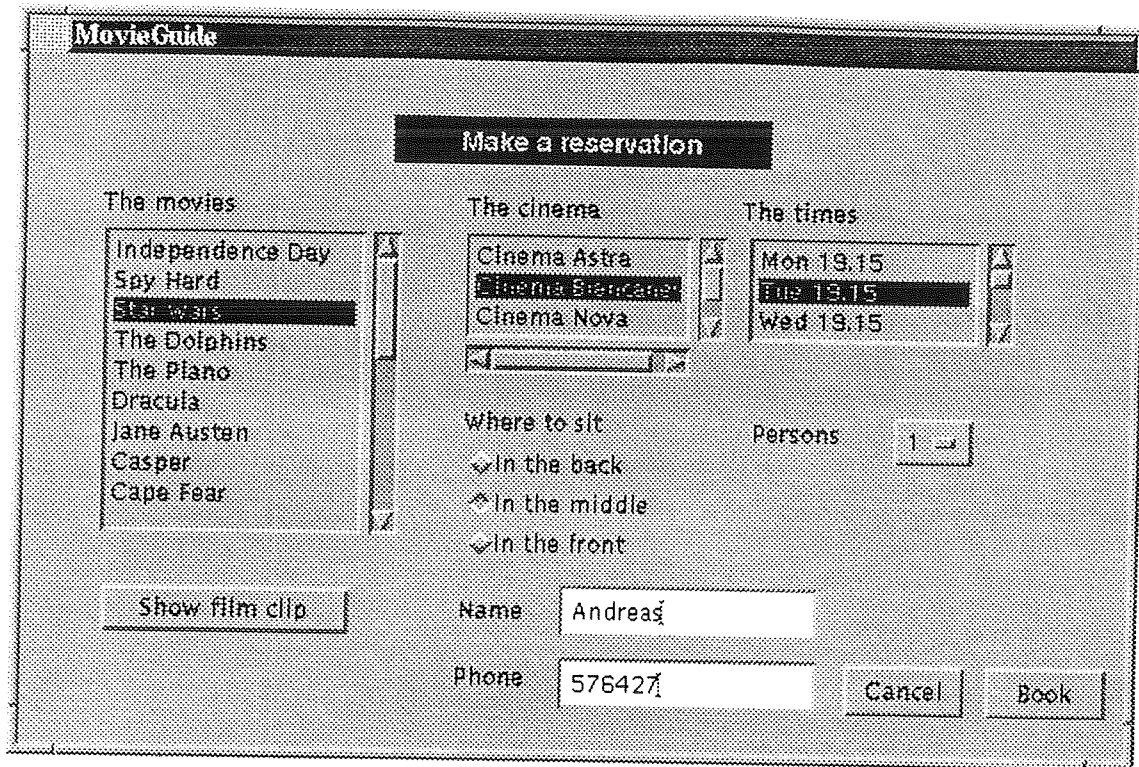 MovieGuide
Make a reservation
The movies
Independence Day
Spy Hard
Star wars
The Dolphins
The Piano
Dracula
Jane Austen
Casper
Cape Fear
Show film clip
The cinema
Cinema Astra
Cinema
Cinema Nova
The times
Mon 19.15
Tue 19.15
Wed 19.15
Where to sit
In the back
In the middle
In the front
Persons 1
Name Andreas
Phone 576427
Cancel Book